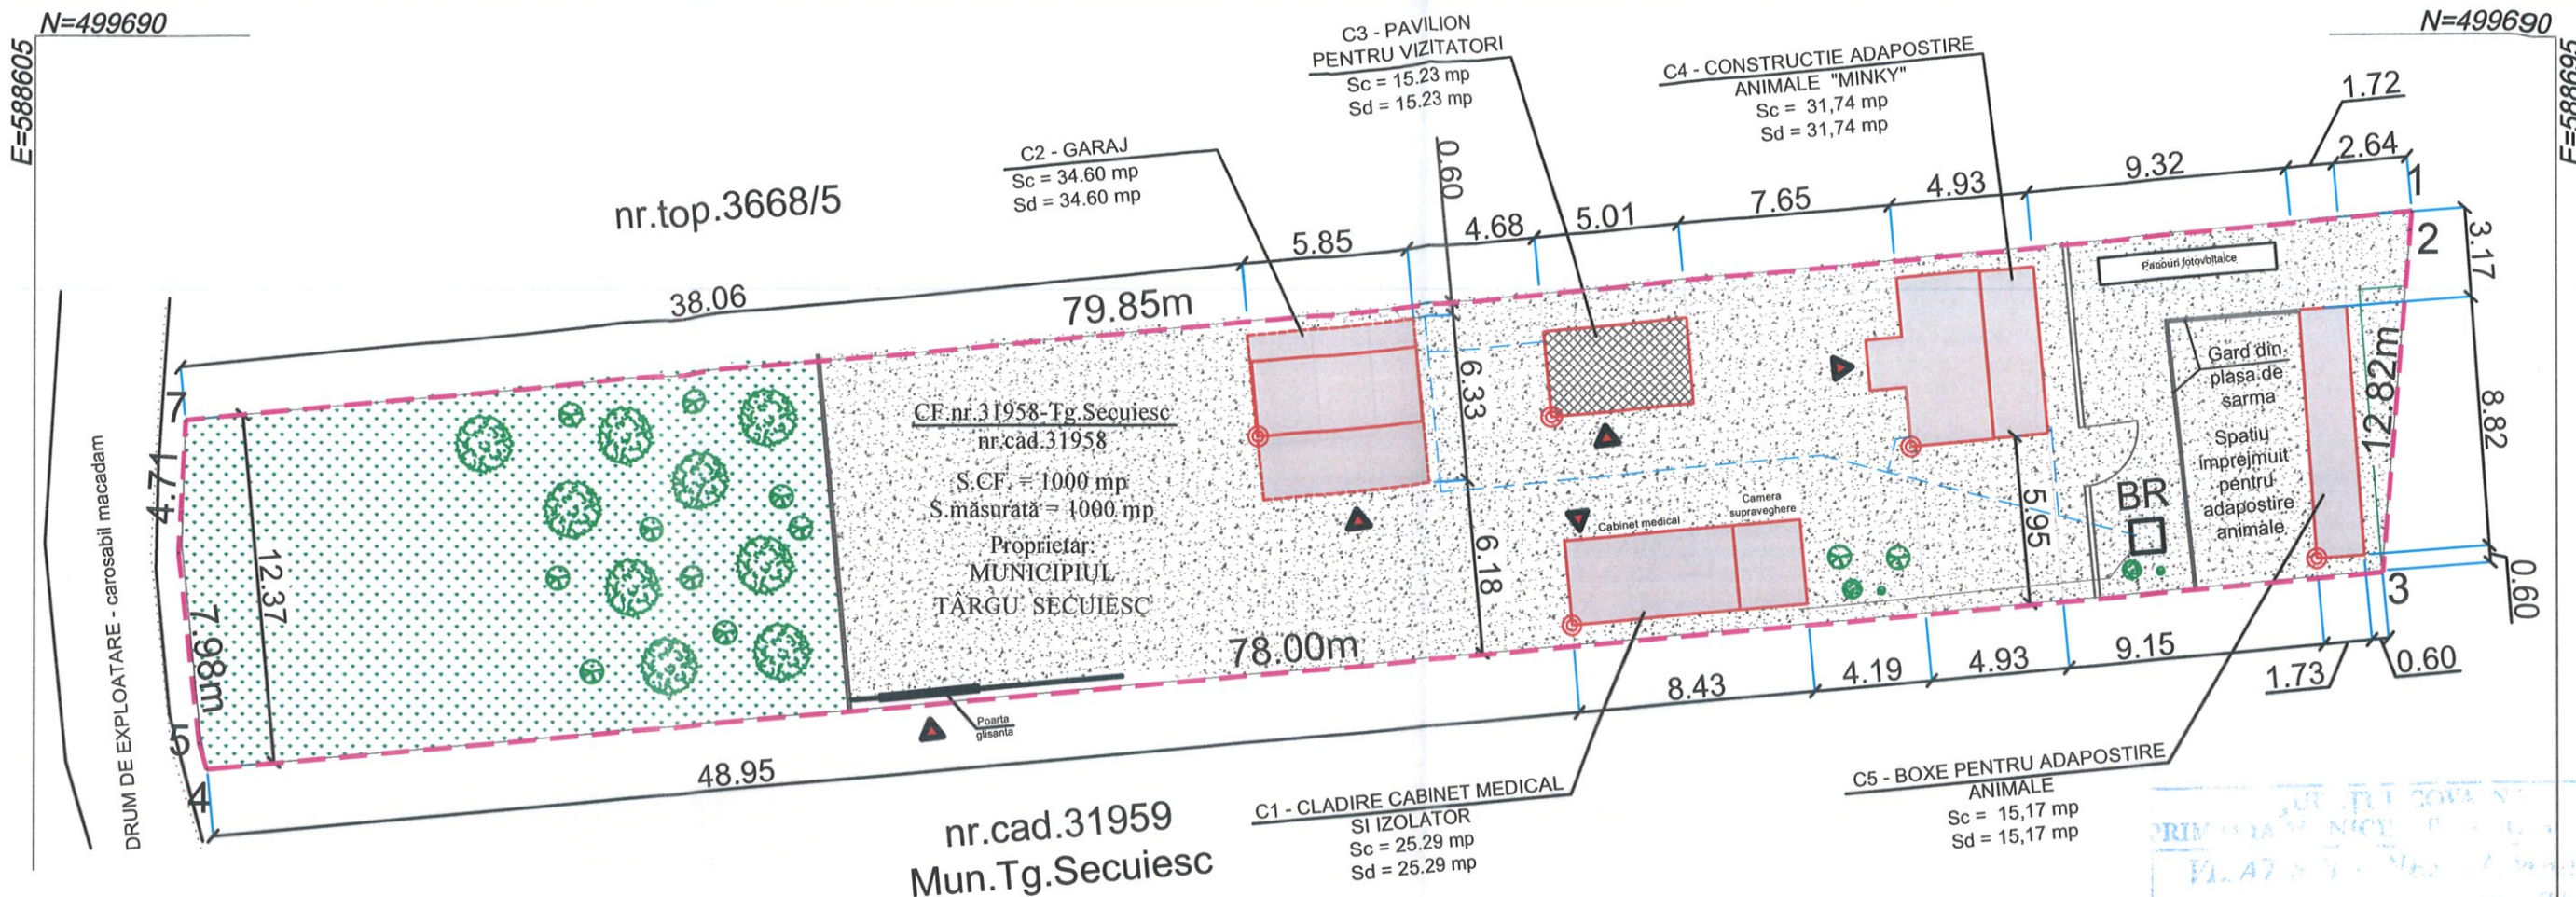 N=499690
E=588605
N=499690
E=588695
C3 - PAVILION
PENTRU VIZITATORI
Sc = 15.23 mp
Sd = 15.23 mp
C4 - CONSTRUCTIE ADAPOSTIRE
ANIMALE "MINKY"
Sc = 31,74 mp
Sd = 31,74 mp
C2 - GARAJ
Sc = 34.60 mp
Sd = 34.60 mp
nr.top.3668/5
38.06
5.85
0.60
4.68
5.01
7.65
4.93
9.32
1.72
2.64
1
2
3.17
79.85m
7
4.71
12.37
7.98m
5
4
DRUM DE EXPLOATARE - carosabil macadam
CF.nr.31958-Tg.Secuiesc
nr.cad.31958
S.CF. = 1000 mp
S.măsurată = 1000 mp
Proprietar:
MUNICIPIUL
TÂRGU SECUIESC
6.33
6.18
Cabinet medical
Camera
supraveghere
5.95
Panouri fotovoltaice
BR
Gard din
plasa de
sarma
Spatiu
imprejmuit
pentru
adapostire
animale
12.82m
8.82
0.60
3
78.00m
Poarta
glisanta
48.95
8.43
4.19
4.93
9.15
1.73
0.60
nr.cad.31959
Mun.Tg.Secuiesc
C1 - CLADIRE CABINET MEDICAL
SI IZOLATOR
Sc = 25.29 mp
Sd = 25.29 mp
C5 - BOXE PENTRU ADAPOSTIRE
ANIMALE
Sc = 15,17 mp
Sd = 15,17 mp